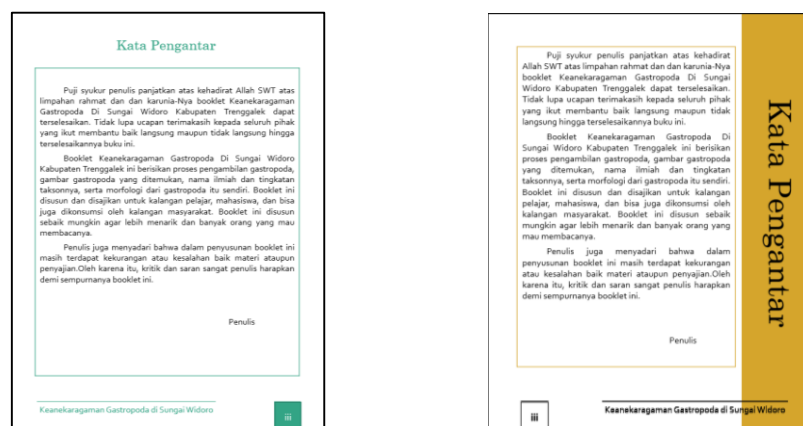 Kata Pengantar
Puji syukur penulis panjatkan atas kehadirat Allah SWT atas
limpahan rahmat dan dan karunia-Nya booklet Keanekaragaman
Gastropoda Di Sungai Widoro Kabupaten Trenggalek dapat
terselesaikan. Tidak lupa ucapan terimakasih kepada seluruh pihak
yang ikut membantu baik langsung maupun tidak langsung hingga
terselesaikannya buku ini.
Booklet Keanekaragaman Gastropoda Di Sungai Widoro
Kabupaten Trenggalek ini berisikan proses pengambilan gastropoda,
gambar gastropoda yang ditemukan, nama ilmiah dan tingkatan
taksonnya, serta morfologi dari gastropoda itu sendiri. Booklet ini
disusun dan disajikan untuk kalangan pelajar, mahasiswa, dan bisa
juga dikonsumsi oleh kalangan masyarakat. Booklet ini disusun
sebaik mungkin agar lebih menarik dan banyak orang yang mau
membacanya.
Penulis juga menyadari bahwa dalam penyusunan booklet ini
masih terdapat kekurangan atau kesalahan baik materi ataupun
penyajian.Oleh karena itu, kritik dan saran sangat penulis harapkan
demi sempurnanya booklet ini.
Penulis
Keanekaragaman Gastropoda di Sungai Widoro
iii
Puji syukur penulis panjatkan atas kehadirat
Allah SWT atas limpahan rahmat dan dan karunia-Nya
booklet Keanekaragaman Gastropoda Di Sungai
Widoro Kabupaten Trenggalek dapat terselesaikan.
Tidak lupa ucapan terimakasih kepada seluruh pihak
yang ikut membantu baik langsung maupun tidak
langsung hingga terselesaikannya buku ini.
Booklet Keanekaragaman Gastropoda Di
Sungai Widoro Kabupaten Trenggalek ini berisikan
proses pengambilan gastropoda, gambar gastropoda
yang ditemukan, nama ilmiah dan tingkatan
taksonnya, serta morfologi dari gastropoda itu sendiri.
Booklet ini disusun dan disajikan untuk kalangan
pelajar, mahasiswa, dan bisa juga dikonsumsi oleh
kalangan masyarakat. Booklet ini disusun sebaik
mungkin agar lebih menarik dan banyak orang yang
mau membacanya.
Penulis juga menyadari bahwa dalam
penyusunan booklet ini masih terdapat kekurangan
atau kesalahan baik materi ataupun penyajian.Oleh
karena itu, kritik dan saran sangat penulis harapkan
demi sempurnanya booklet ini.
Penulis
Kata Pengantar
iii
Keanekaragaman Gastropoda di Sungai Widoro